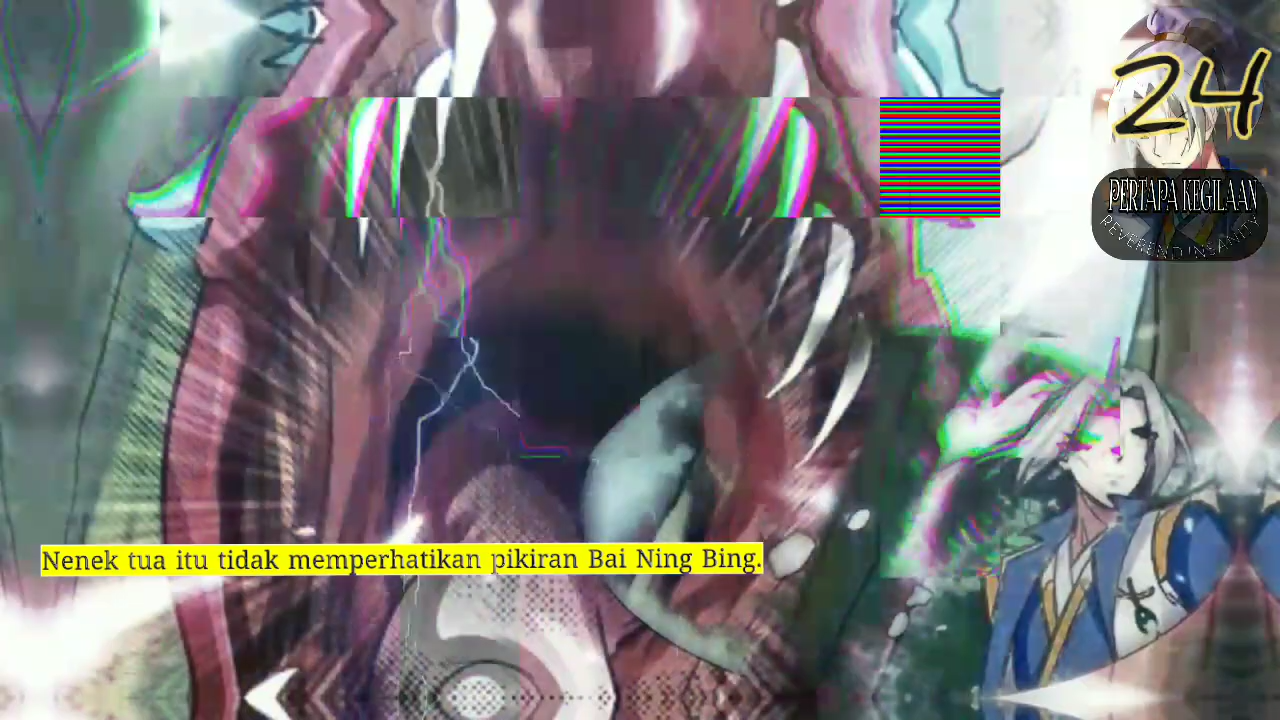 24
PERTAPA KEGILAAN
REVEREND INSANITY
Nenek tua itu tidak memperhatikan pikiran Bai Ning Bing.